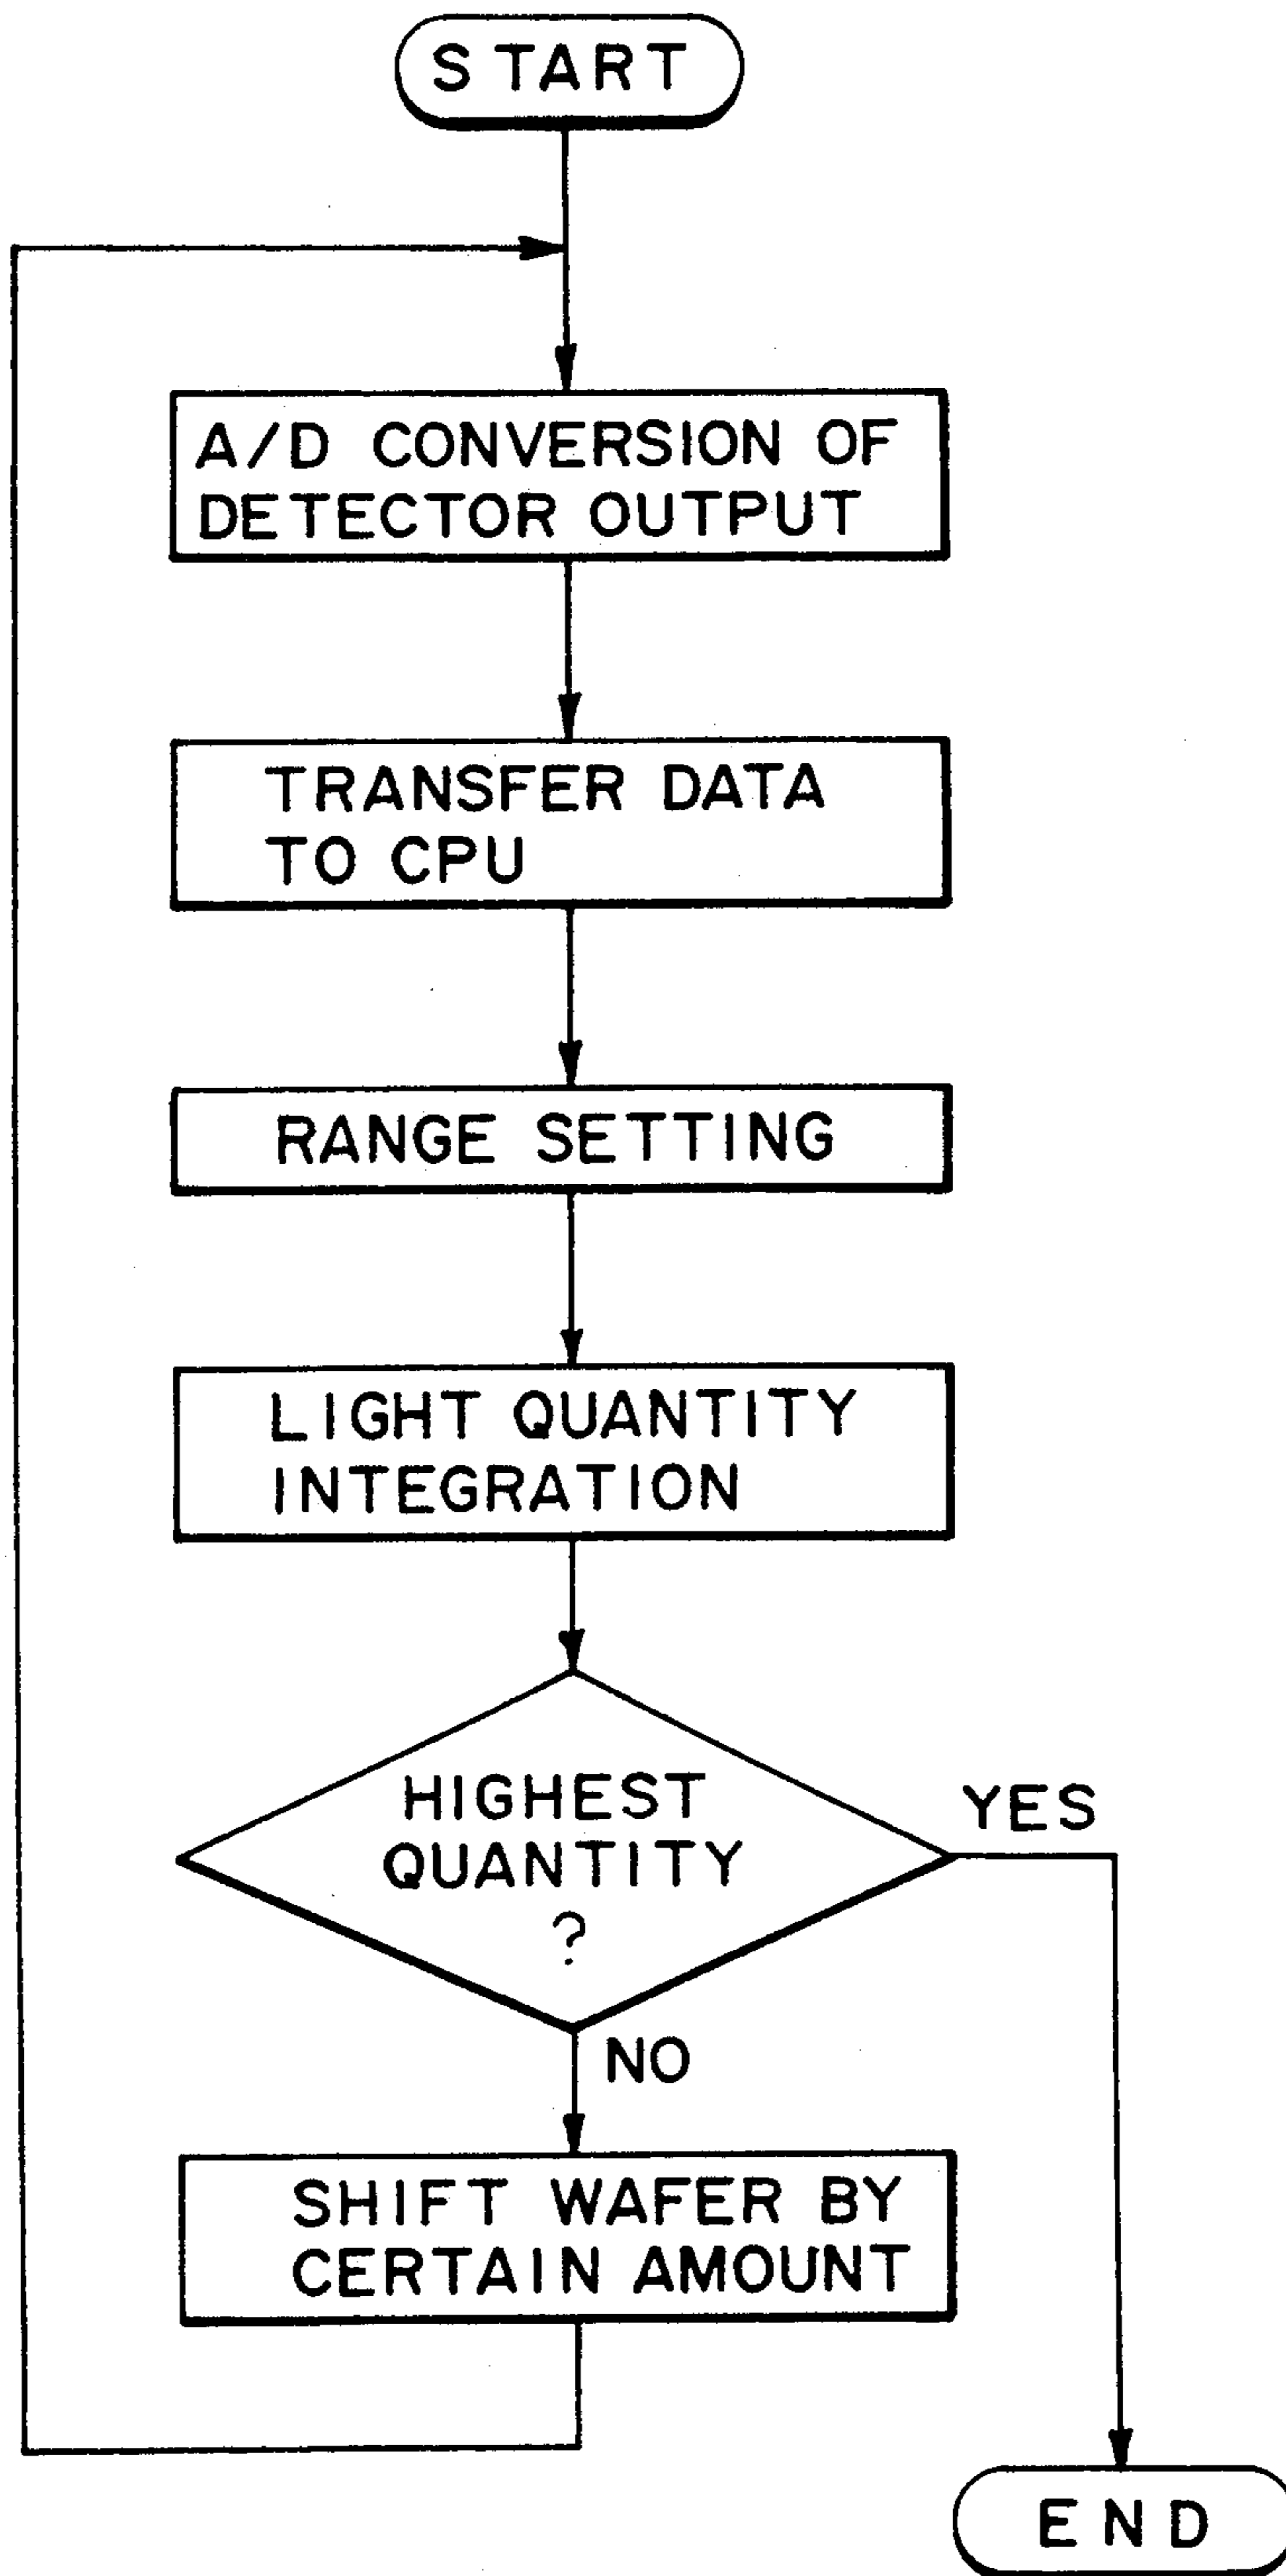 START
A/D CONVERSION OF
DETECTOR OUTPUT
TRANSFER DATA
TO CPU
RANGE SETTING
LIGHT QUANTITY
INTEGRATION
HIGHEST
QUANTITY
?
YES
NO
SHIFT WAFER BY
CERTAIN AMOUNT
END